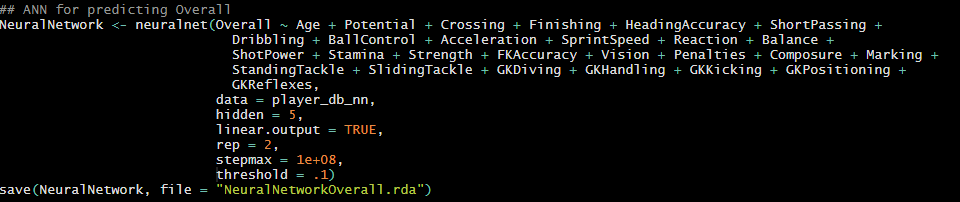 ## ANN for predicting Overall
NeuralNetwork <- neuralnet(Overall ~ Age + Potential + Crossing + Finishing + HeadingAccuracy + ShortPassing +
Dribbling + BallControl + Acceleration + SprintSpeed + Reaction + Balance +
ShotPower + Stamina + Strength + FKAccuracy + Vision + Penalties + Composure + Marking +
StandingTackle + SlidingTackle + GKDiving + GKHandling + GKKicking + GKPositioning +
GKReflexes,
data = player_db_nn,
hidden = 5,
linear.output = TRUE,
rep = 2,
stepmax = 1e+08,
threshold = .1)
save(NeuralNetwork, file = "NeuralNetworkOverall.rda")